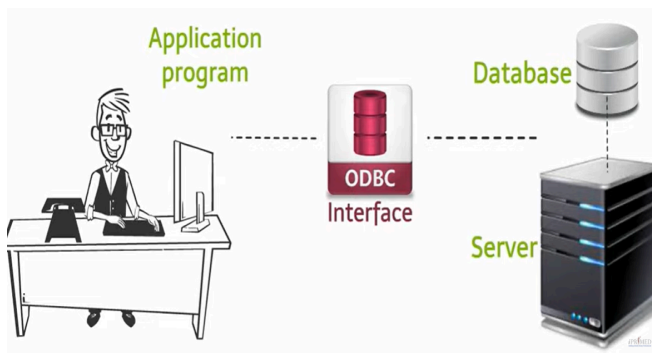 Application
program
Database
ODBC
Interface
Server